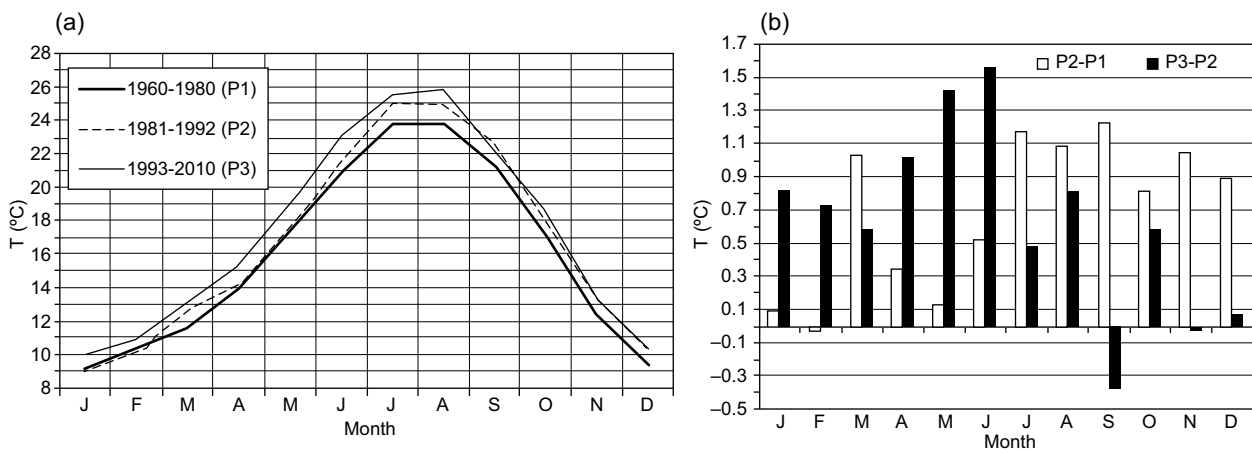 (a)
28
26
24
22
20
18
16
14
12
10
8
T (ºC)
1960-1980 (P1)
1981-1992 (P2)
1993-2010 (P3)
J F M A M J J A S O N D
Month
(b)
1.7
1.5
1.3
1.1
0.9
0.7
0.5
0.3
0.1
–0.1
–0.3
–0.5
T (ºC)
P2-P1 P3-P2
J F M A M J J A S O N D
Month